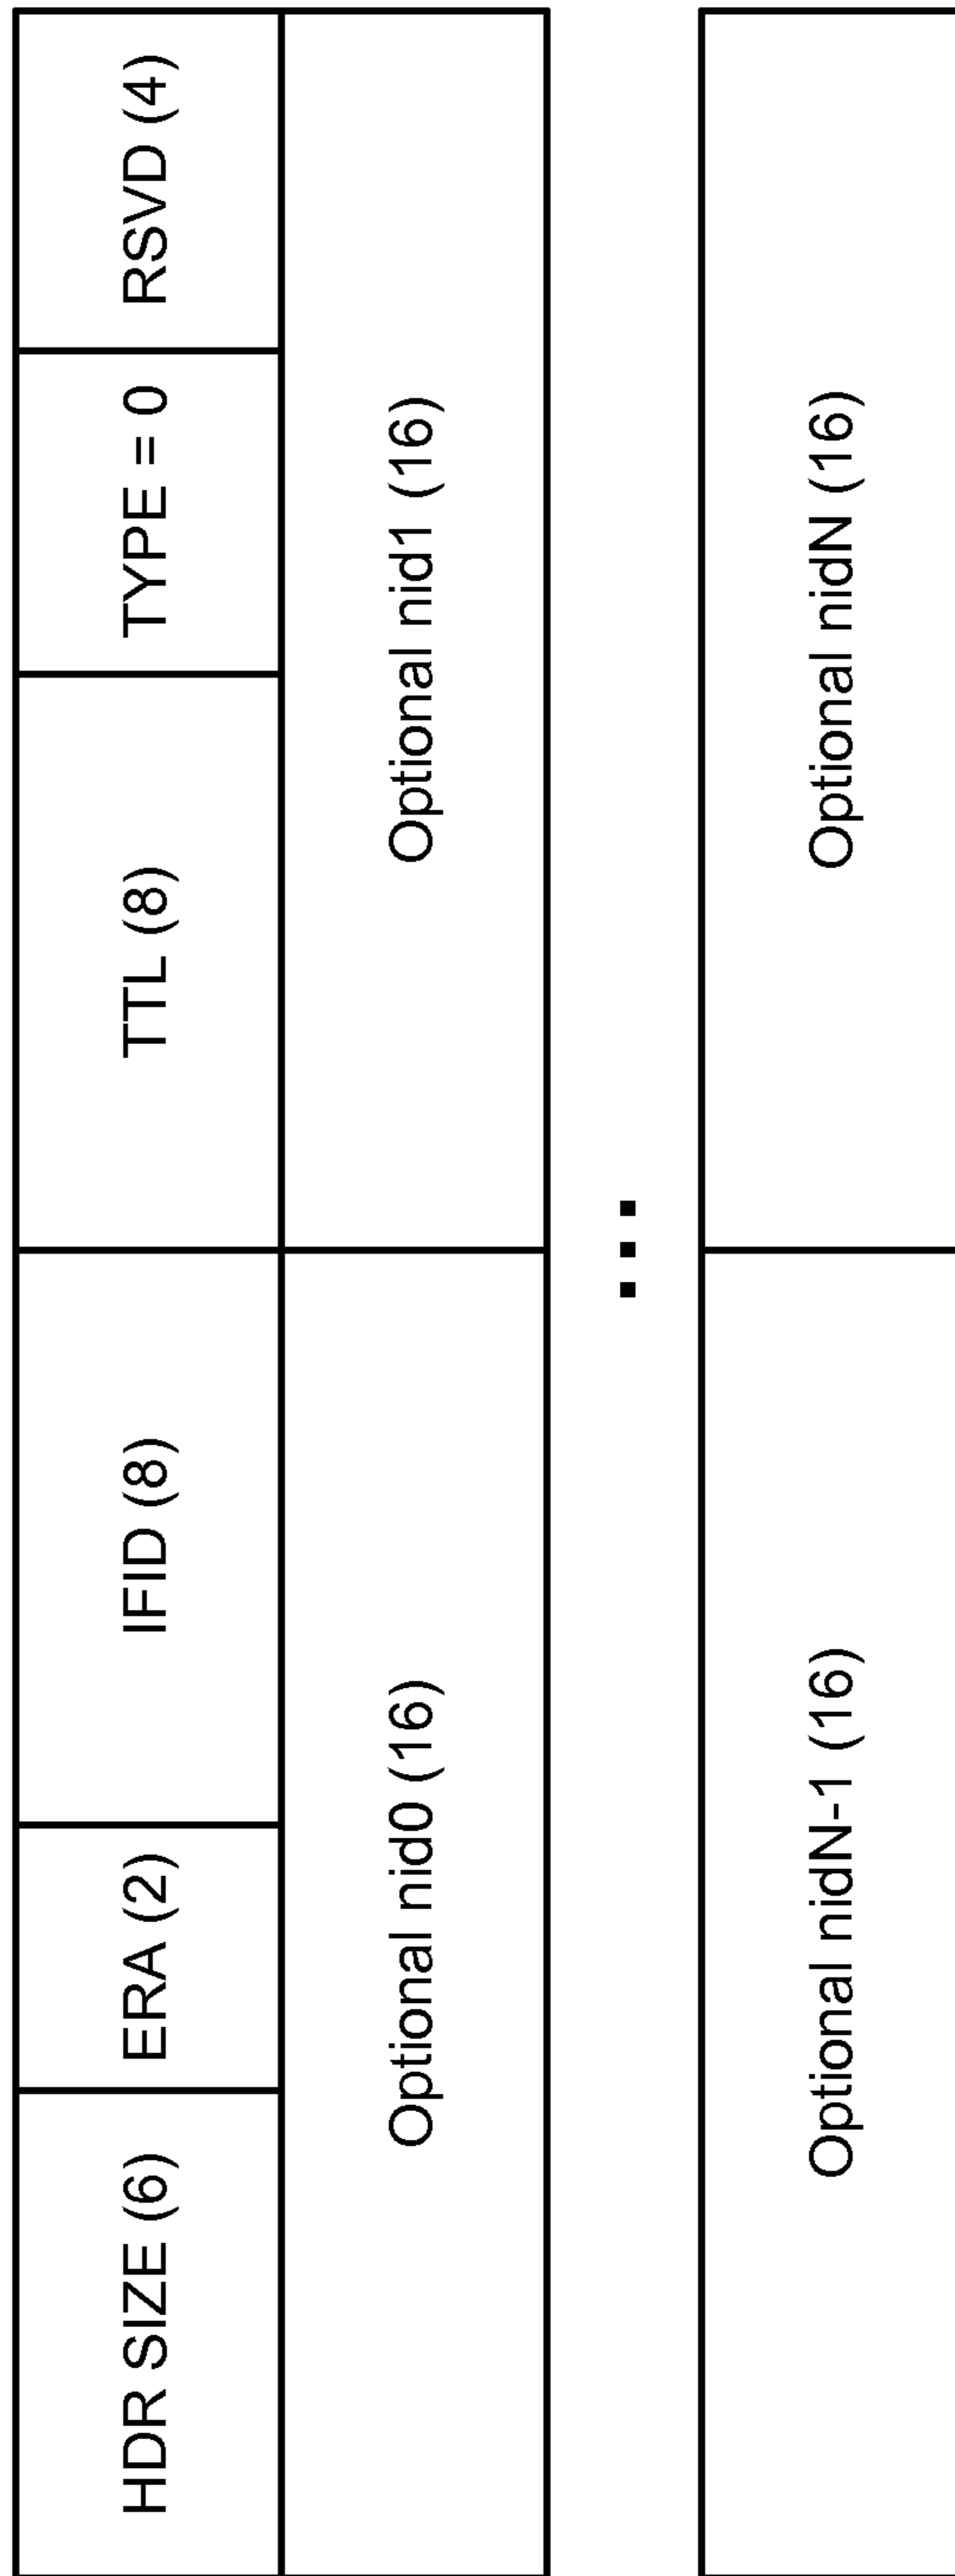 HDR SIZE (6)
ERA (2)
IFID (8)
TTL (8)
TYPE = 0
RSVD (4)
Optional nid0 (16)
Optional nid1 (16)
...
Optional nidN-1 (16)
Optional nidN (16)